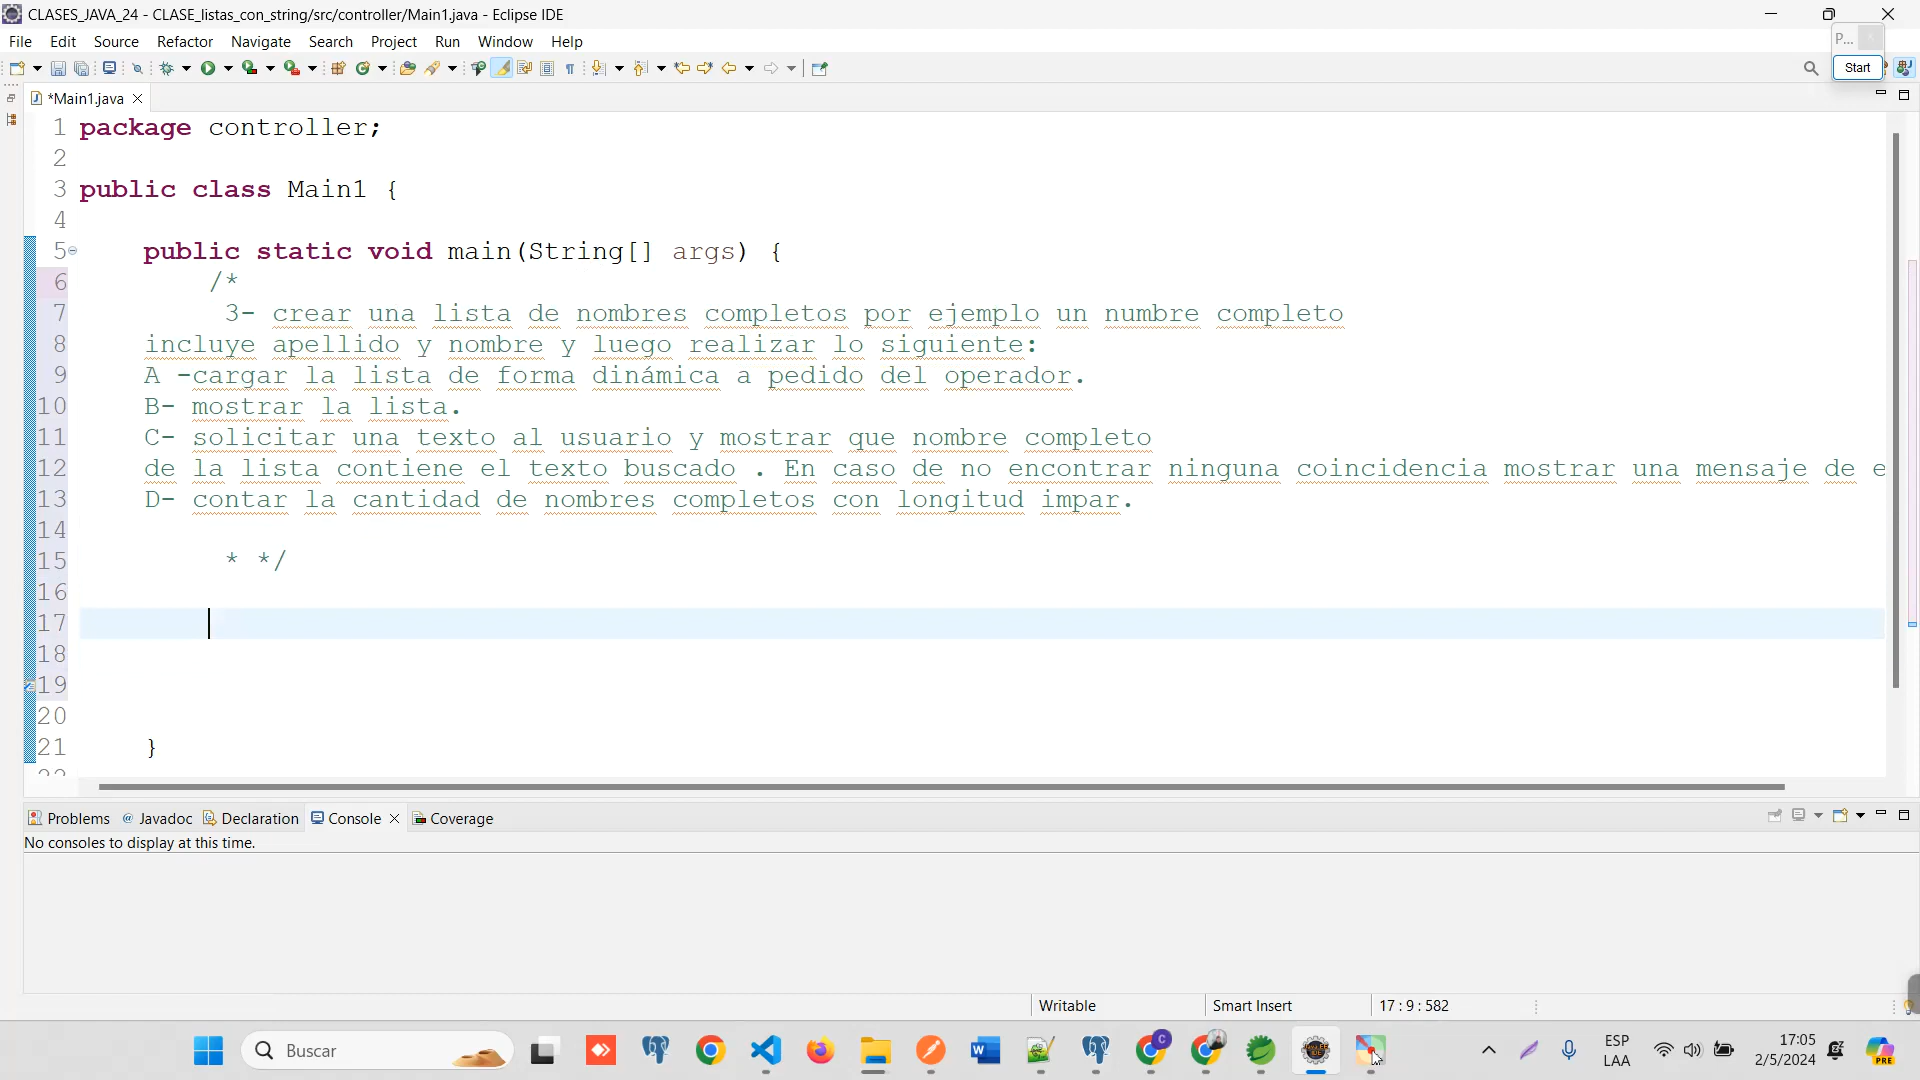 CLASES_JAVA_24 - CLASE_listas_con_string/src/controller/Main1.java - Eclipse IDE
File Edit Source Refactor Navigate Search Project Run Window Help
P...
Start
*Main1.java
1 package controller;
2
3 public class Main1 {
4
5 public static void main(String[] args) {
6 /*
7 3- crear una lista de nombres completos por ejemplo un numbre completo
8 incluye apellido y nombre y luego realizar lo siguiente:
9 A -cargar la lista de forma dinámica a pedido del operador.
10 B- mostrar la lista.
11 C- solicitar una texto al usuario y mostrar que nombre completo
12 de la lista contiene el texto buscado . En caso de no encontrar ninguna coincidencia mostrar una mensaje de e
13 D- contar la cantidad de nombres completos con longitud impar.
14
15 * */
16
17
18
19
20
21 }
22
Problems @ Javadoc Declaration Console Coverage
No consoles to display at this time.
Writable Smart Insert 17 : 9 : 582
Buscar
ESP
LAA
17:05
2/5/2024
PRE